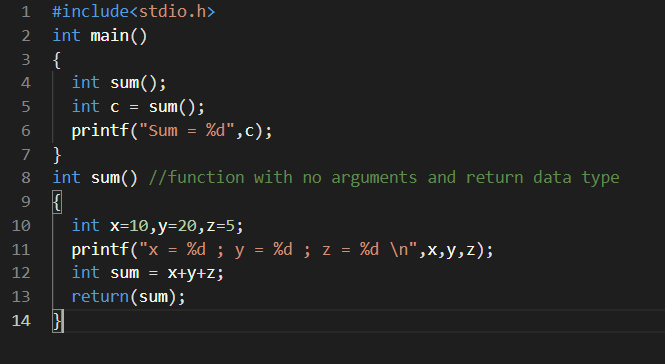 1 #include<stdio.h>
2 int main()
3 {
4   int sum();
5   int c = sum();
6   printf("Sum = %d",c);
7 }
8 int sum() //function with no arguments and return data type
9 {
10   int x=10,y=20,z=5;
11   printf("x = %d ; y = %d ; z = %d \n",x,y,z);
12   int sum = x+y+z;
13   return(sum);
14 }